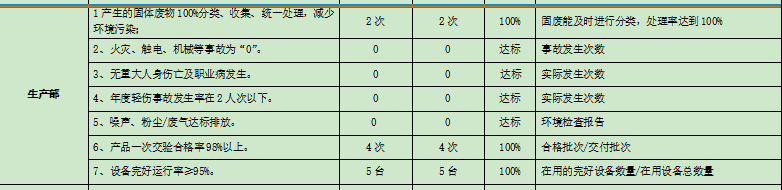 生产部
1 产生的固体废物 100%分类、收集、统一处理，减少
环境污染；
2 次 2 次 100% 固废能及时进行分类，处理率达到 100%
2、火灾、触电、机械等事故为“0”。 0 0 达标 事故发生次数
3、无重大人身伤亡及职业病发生。 0 0 达标 实际发生次数
4、年度轻伤事故发生率在 2 人次以下。 0 0 达标 实际发生次数
5、噪声、粉尘/废气达标排放。 0 0 达标 环境检查报告
6、产品一次交验合格率 98%以上。 4 次 4 次 100% 合格批次/交付批次
7、设备完好运行率≥95%。 5 台 5 台 100% 在用的完好设备数量/在用设备总数量